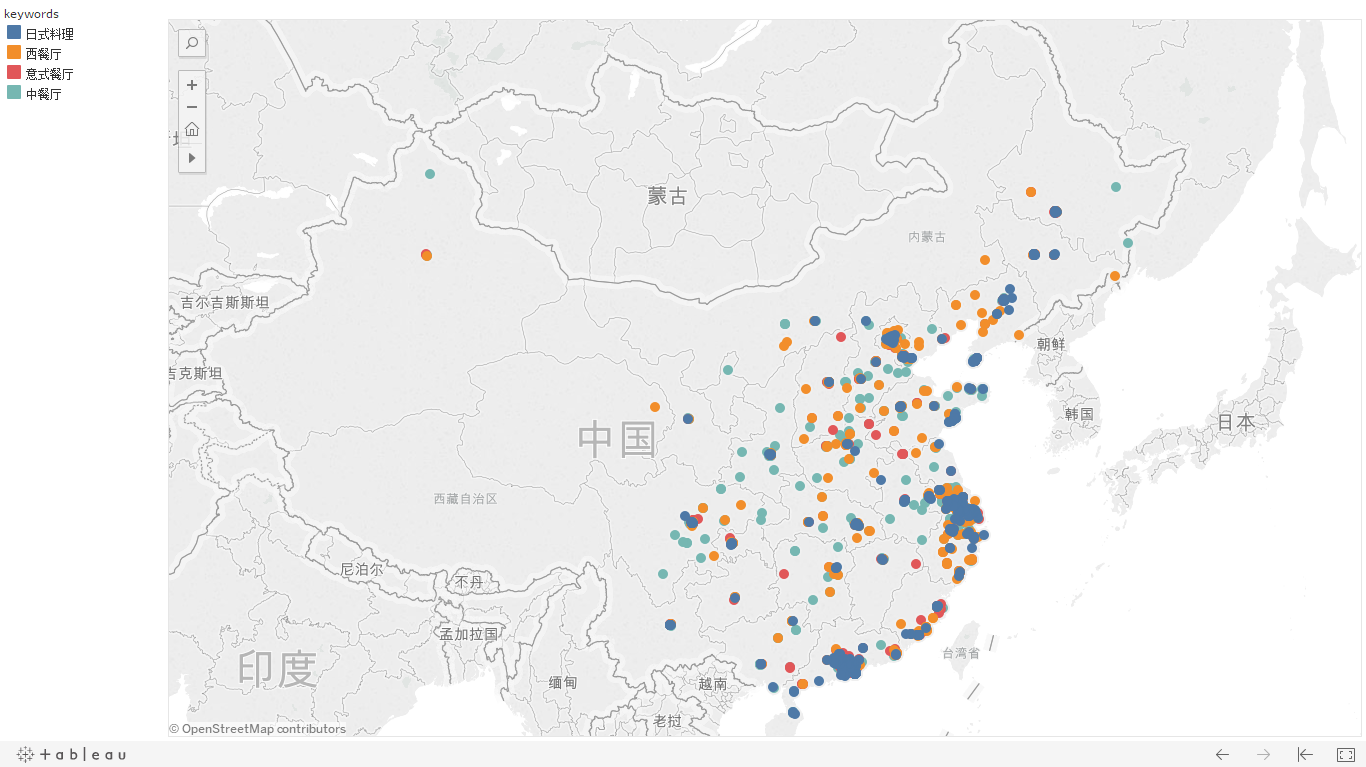 keywords
日式料理
西餐厅
意式餐厅
中餐厅
蒙古
内蒙古
吉尔吉斯斯坦
朝鲜
吉克斯坦
韩国
日本
中国
西藏自治区
尼泊尔
不丹
孟加拉国
台湾省
印度
缅甸
越南
老挝
© OpenStreetMap contributors
+ableau